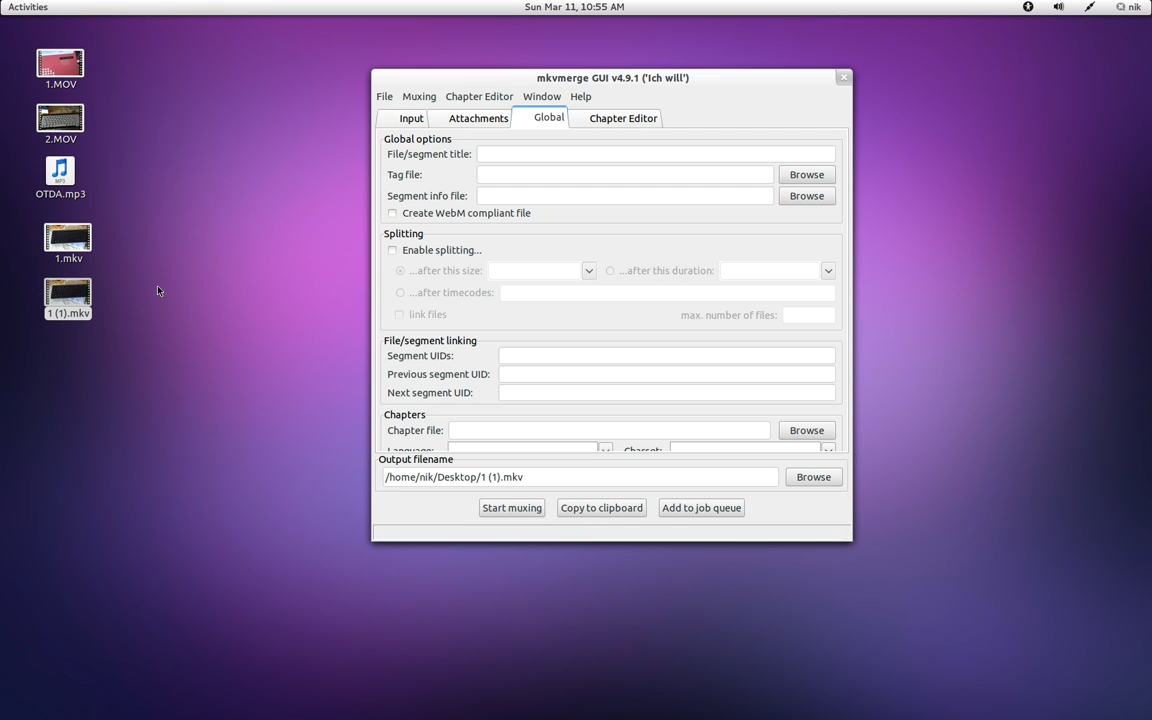 Activities
Sun Mar 11, 10:55 AM
nik
1.MOV
2.MOV
MP3
OTDA.mp3
1.mkv
1 (1).mkv
mkvmerge GUI v4.9.1 ('Ich will')
File Muxing Chapter Editor Window Help
Input Attachments Global Chapter Editor
Global options
File/segment title:
Tag file: Browse
Segment info file: Browse
Create WebM compliant file
Splitting
Enable splitting...
...after this size: ...after this duration:
...after timecodes:
link files max. number of files:
File/segment linking
Segment UIDs:
Previous segment UID:
Next segment UID:
Chapters
Chapter file: Browse
Language: Charset:
Output filename
/home/nik/Desktop/1 (1).mkv Browse
Start muxing Copy to clipboard Add to job queue